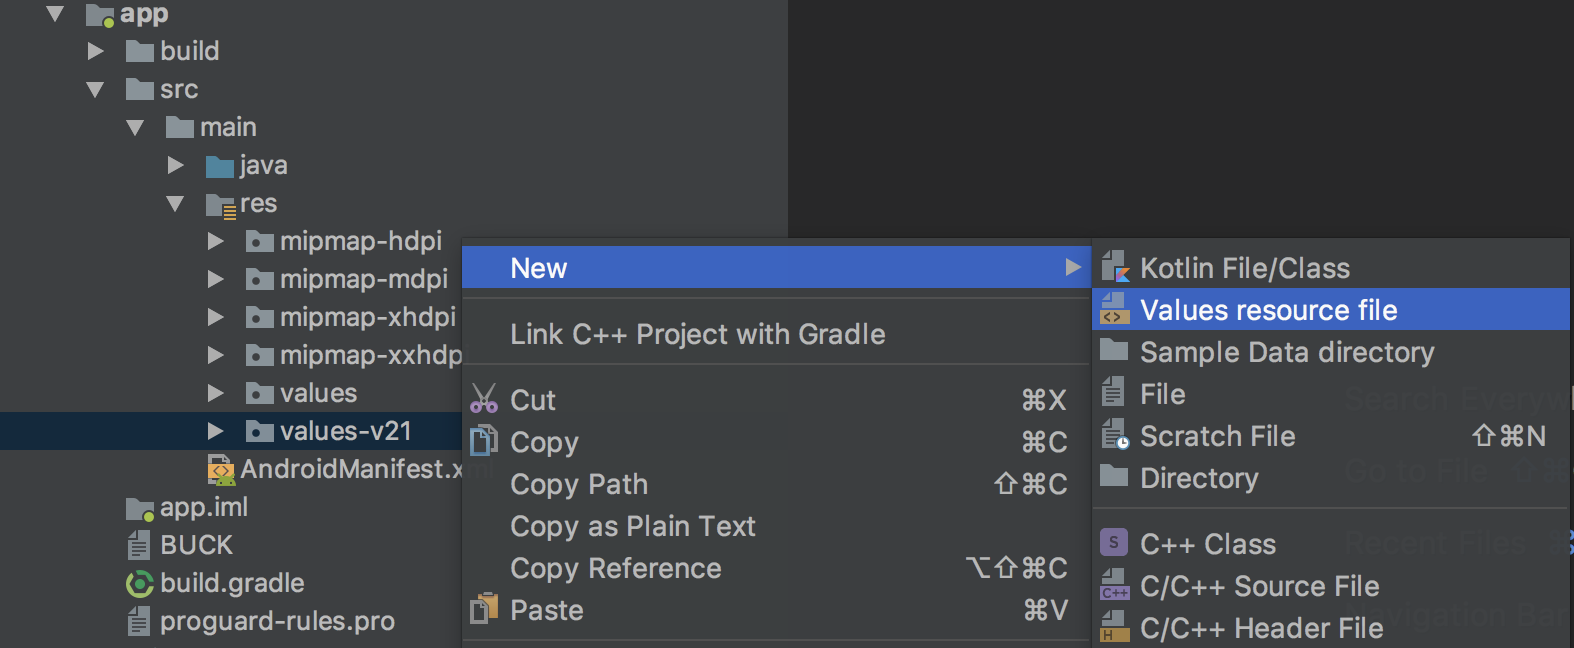 app
build
src
main
java
res
mipmap-hdpi
mipmap-mdpi
mipmap-xhdpi
mipmap-xxhdp
values
values-v21
AndroidManifest.xml
app.iml
BUCK
build.gradle
proguard-rules.pro
New
Link C++ Project with Gradle
Cut ⌘X
Copy ⌘C
Copy Path ⇧⌘C
Copy as Plain Text
Copy Reference ⌥⇧⌘C
Paste ⌘V
Kotlin File/Class
Values resource file
Sample Data directory
File
Scratch File ⇧⌘N
Directory
S C++ Class
C++ C/C++ Source File
H C/C++ Header File
Search Everyw
Go to File
Recent Files
Navigation Bar